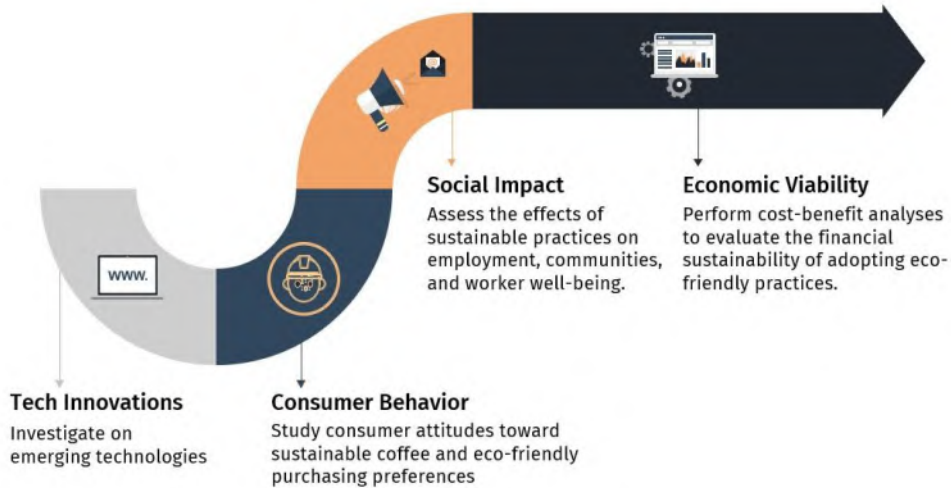 www.
Social Impact
Assess the effects of
sustainable practices on
employment, communities,
and worker well-being.
Economic Viability
Perform cost-benefit analyses
to evaluate the financial
sustainability of adopting eco-
friendly practices.
Tech Innovations
Investigate on
emerging technologies
Consumer Behavior
Study consumer attitudes toward
sustainable coffee and eco-friendly
purchasing preferences